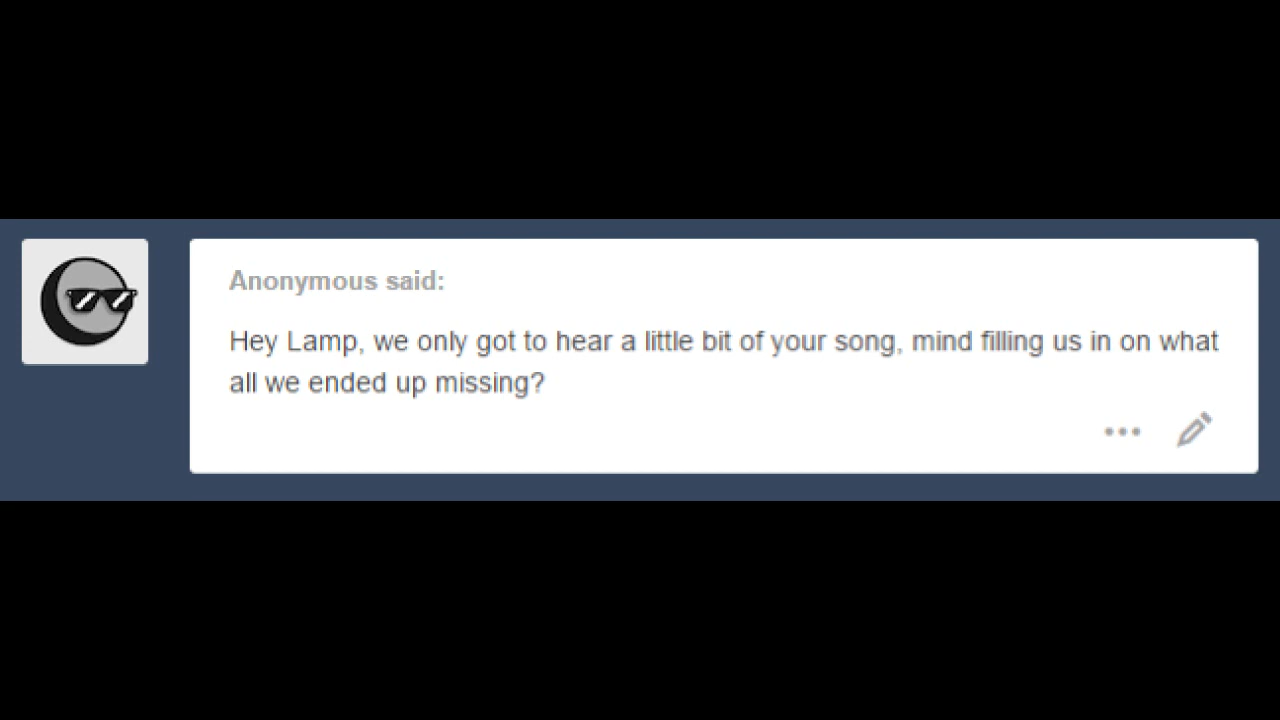 Anonymous said:
Hey Lamp, we only got to hear a little bit of your song, mind filling us in on what
all we ended up missing?